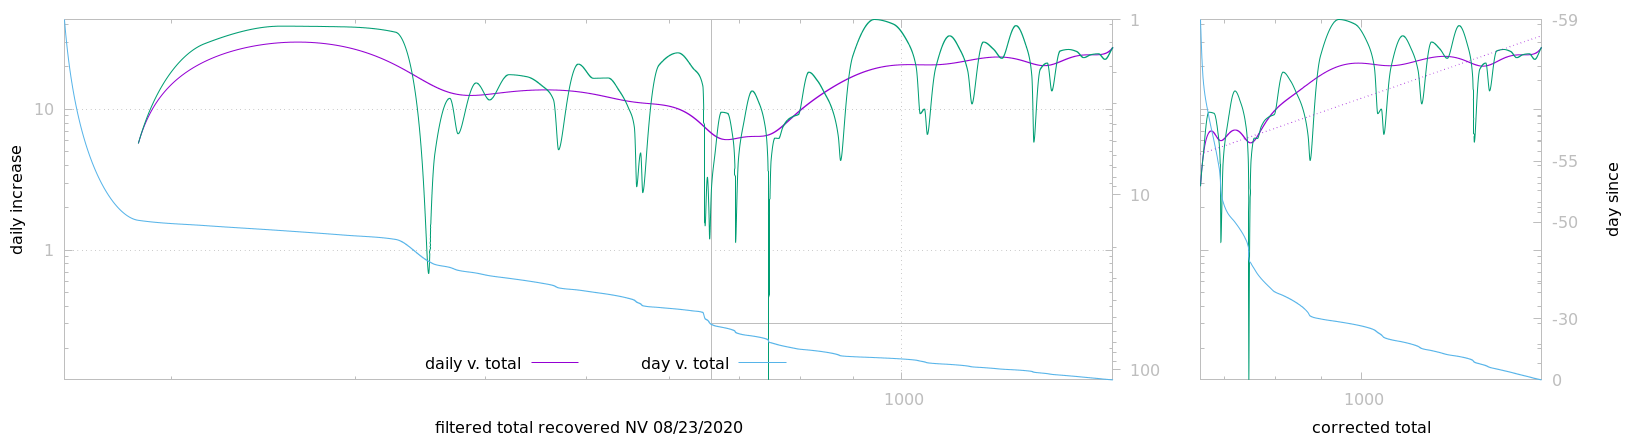 daily increase
10
1
daily v. total
day v. total
1000
1
10
100
filtered total recovered NV 08/23/2020
1000
-59
-55
-50
-30
0
day since
corrected total